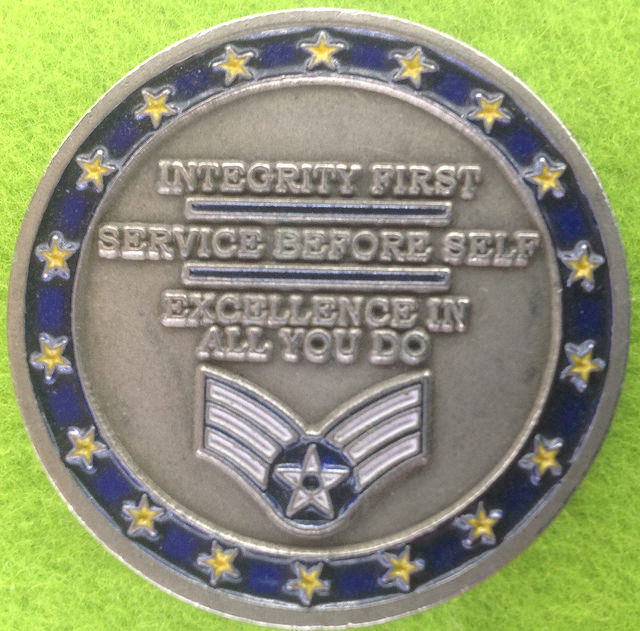 INTEGRITY FIRST
SERVICE BEFORE SELF
EXCELLENCE IN
ALL YOU DO